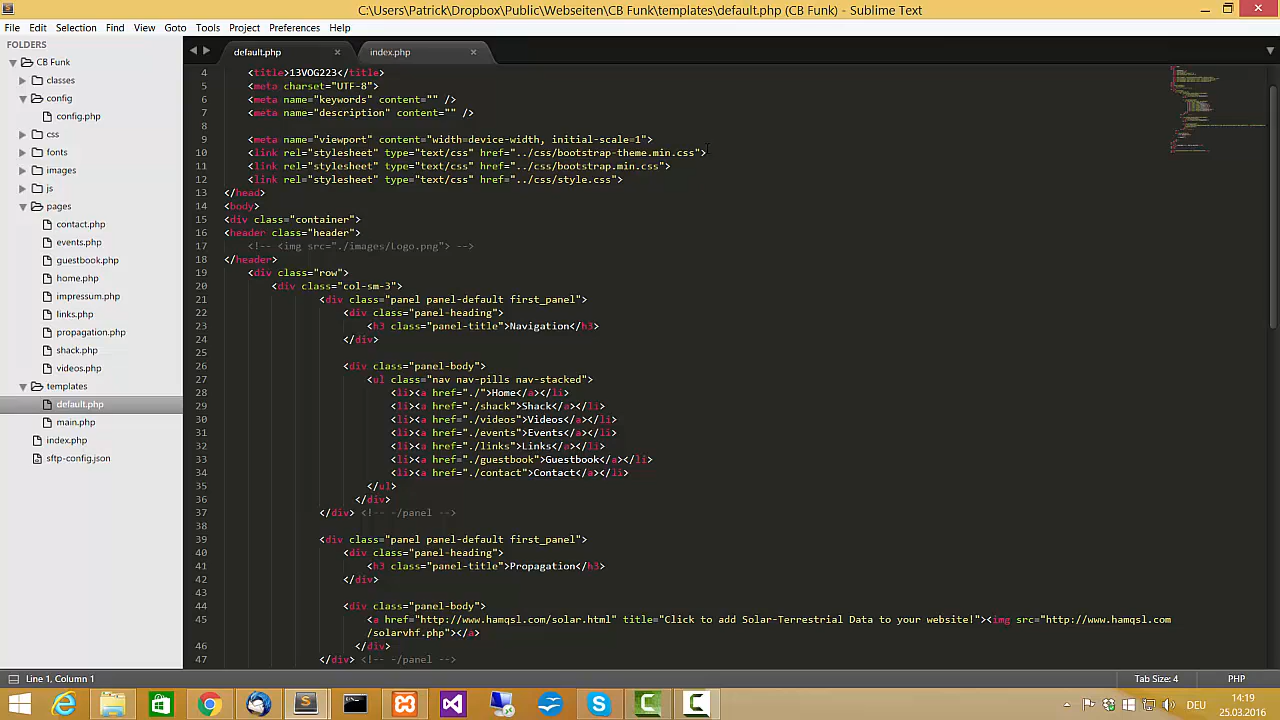 C:\Users\Patrick\Dropbox\Public\Webseiten\CB Funk\templates\default.php (CB Funk) - Sublime Text
File Edit Selection Find View Goto Tools Project Preferences Help
FOLDERS
CB Funk
classes
config
config.php
css
fonts
images
js
pages
contact.php
events.php
guestbook.php
home.php
impressum.php
links.php
propagation.php
shack.php
videos.php
templates
default.php
main.php
index.php
sftp-config.json
default.php × index.php ×
4 <title>13VOG223</title>
5 <meta charset="UTF-8">
6 <meta name="keywords" content="" />
7 <meta name="description" content="" />
8
9 <meta name="viewport" content="width=device-width, initial-scale=1">
10 <link rel="stylesheet" type="text/css" href="../css/bootstrap-theme.min.css">
11 <link rel="stylesheet" type="text/css" href="../css/bootstrap.min.css">
12 <link rel="stylesheet" type="text/css" href="../css/style.css">
13 </head>
14 <body>
15 <div class="container">
16 <header class="header">
17 <!-- <img src="./images/Logo.png"> -->
18 </header>
19 <div class="row">
20 <div class="col-sm-3">
21 <div class="panel panel-default first_panel">
22 <div class="panel-heading">
23 <h3 class="panel-title">Navigation</h3>
24 </div>
25
26 <div class="panel-body">
27 <ul class="nav nav-pills nav-stacked">
28 <li><a href="./">Home</a></li>
29 <li><a href="./shack">Shack</a></li>
30 <li><a href="./videos">Videos</a></li>
31 <li><a href="./events">Events</a></li>
32 <li><a href="./links">Links</a></li>
33 <li><a href="./guestbook">Guestbook</a></li>
34 <li><a href="./contact">Contact</a></li>
35 </ul>
36 </div>
37 </div> <!-- -/panel -->
38
39 <div class="panel panel-default first_panel">
40 <div class="panel-heading">
41 <h3 class="panel-title">Propagation</h3>
42 </div>
43
44 <div class="panel-body">
45 <a href="http://www.hamqsl.com/solar.html" title="Click to add Solar-Terrestrial Data to your website!"><img src="http://www.hamqsl.com
/solarvhf.php"></a>
46 </div>
47 </div> <!-- -/panel -->
Line 1, Column 1 Tab Size: 4 PHP
DEU 14:19
25.03.2016